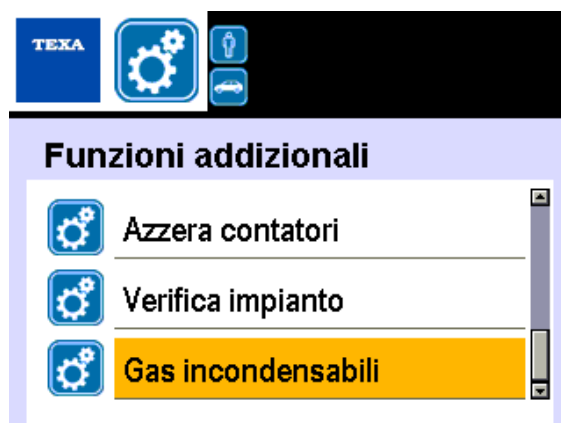 TEXA
Funzioni addizionali
Azzera contatori
Verifica impianto
Gas incondensabili